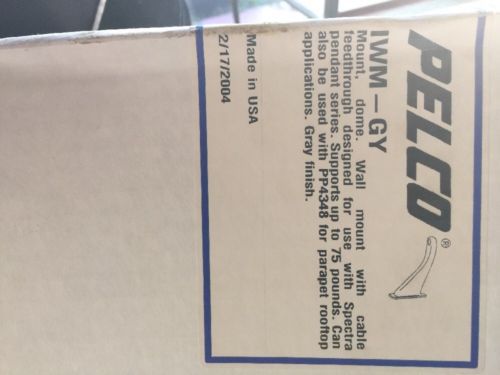 PELCO®
IWM-GY
Mount, dome. Wall mount with cable
feedthrough designed for use with Spectra
pendant series. Supports up to 75 pounds. Can
also be used with PP4348 for parapet rooftop
applications. Gray finish.
Made in USA
2/17/2004